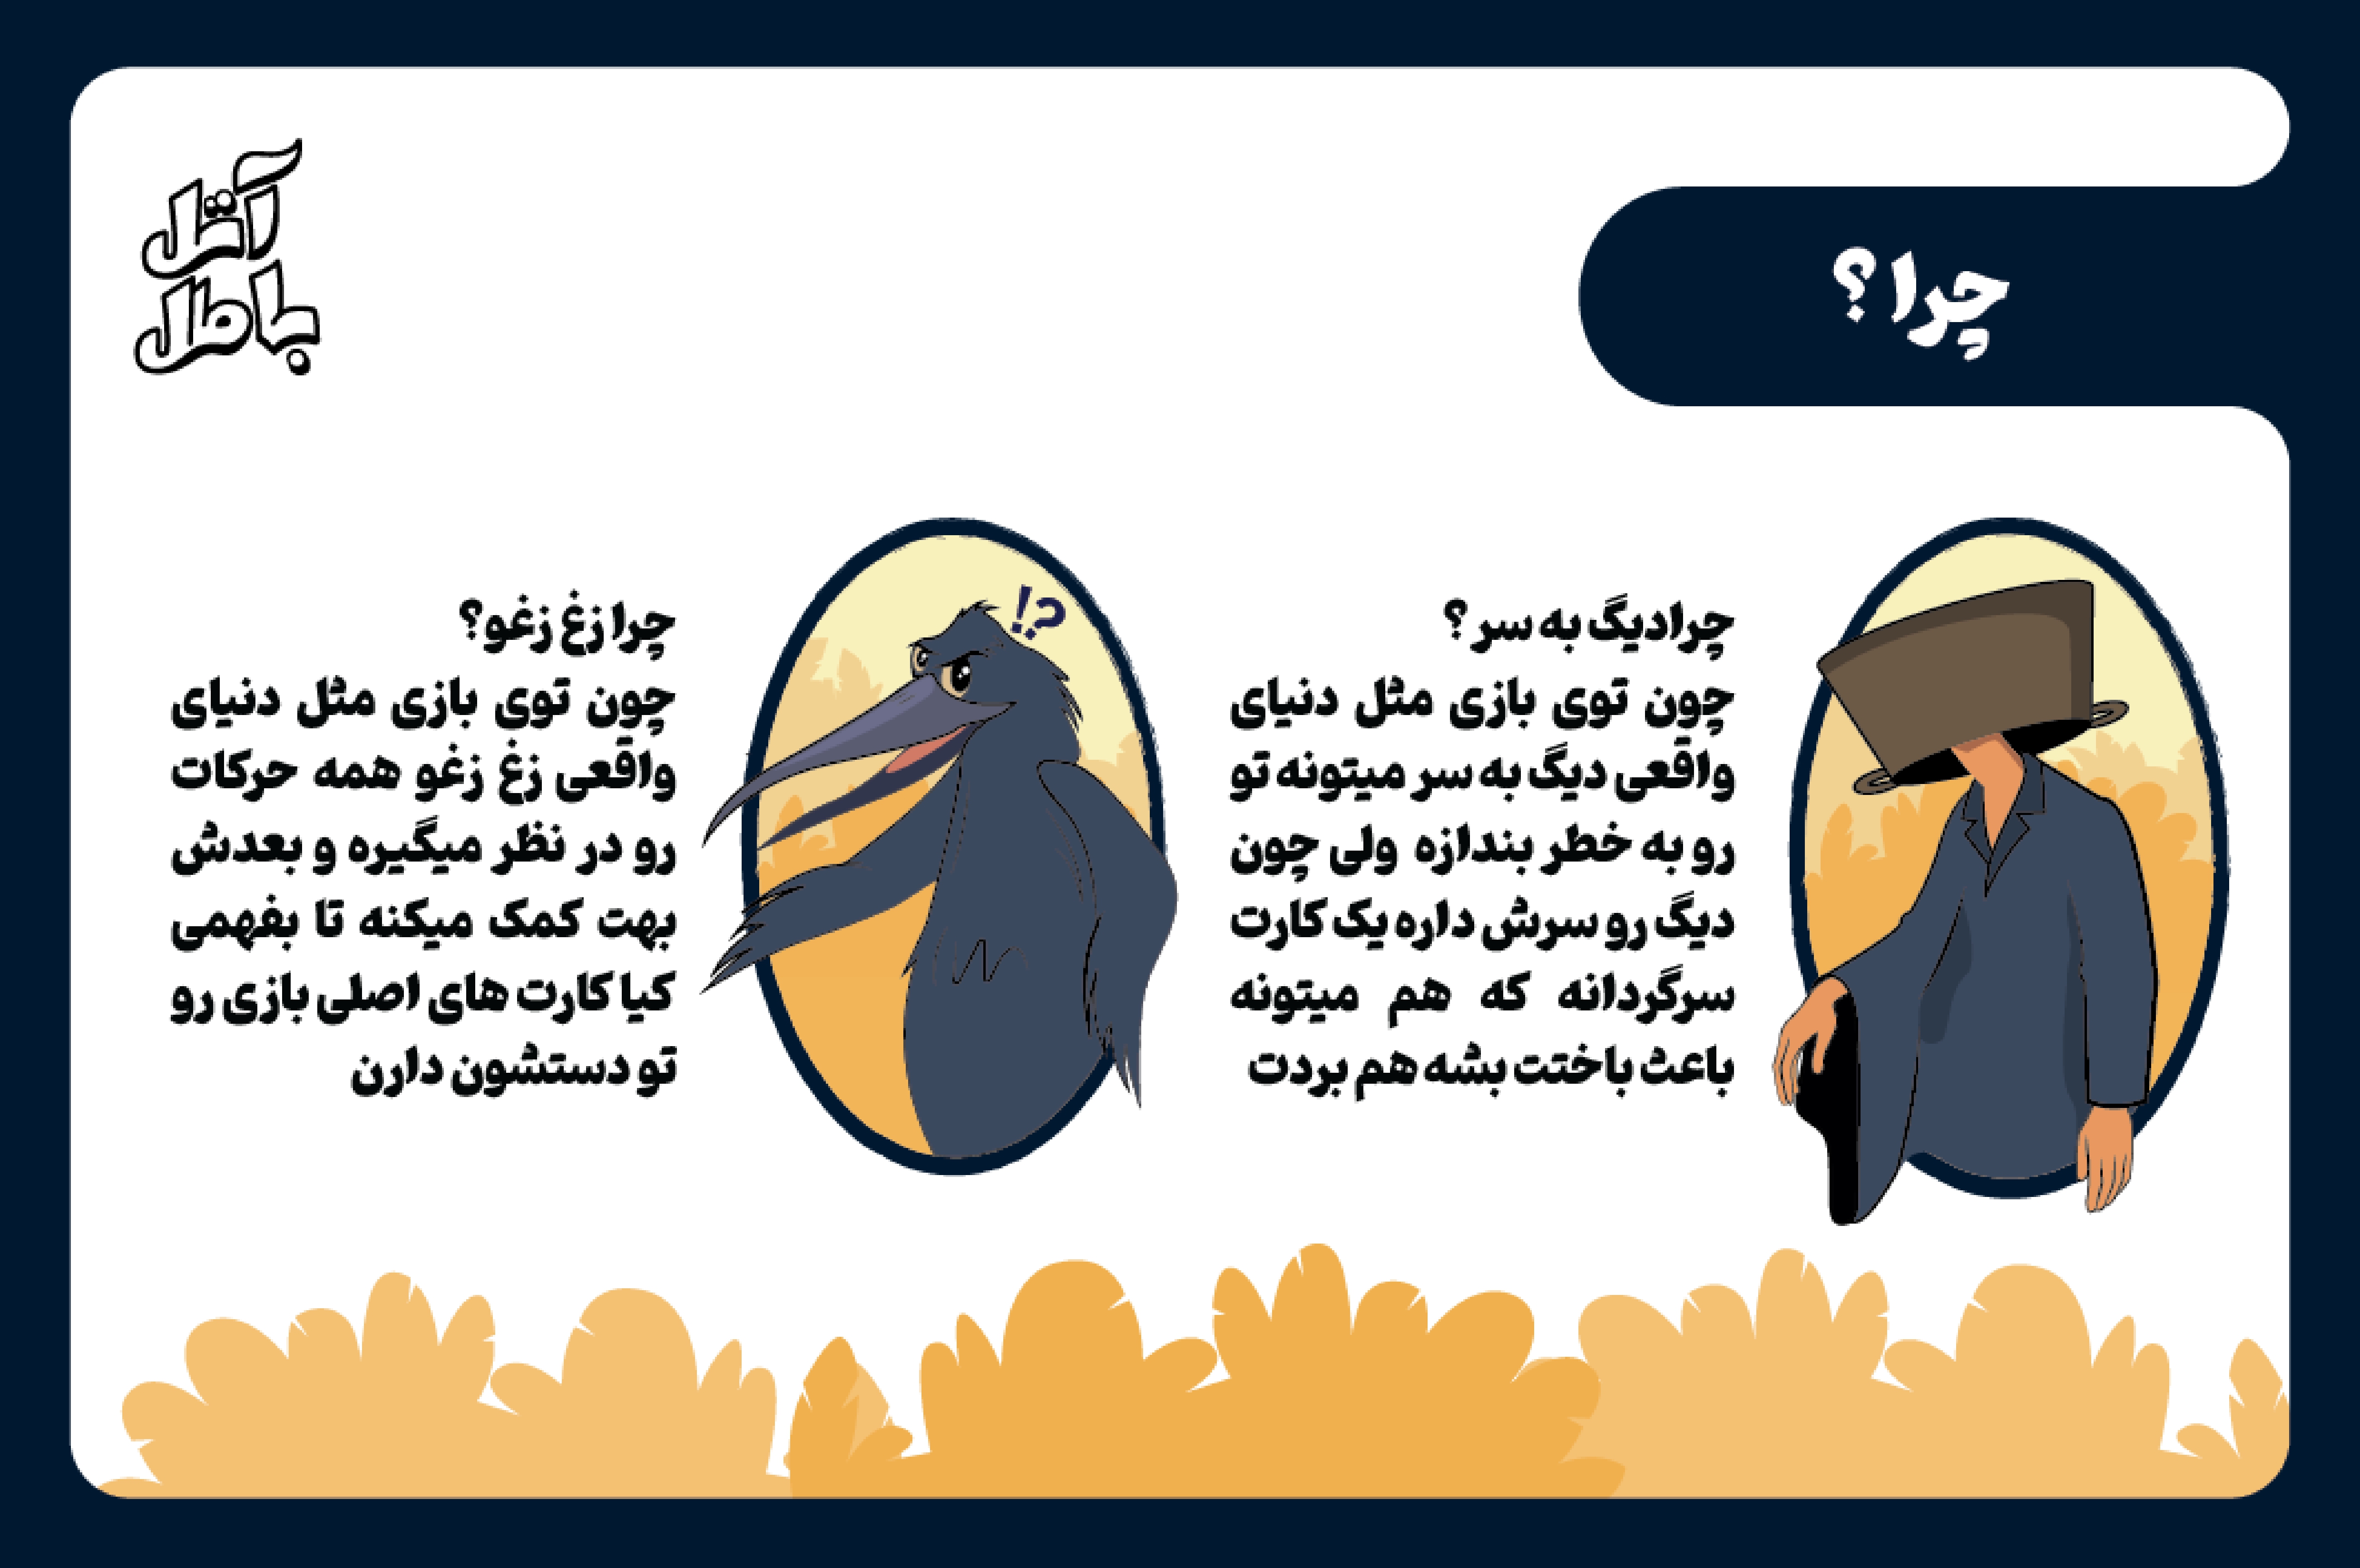 چرا؟
آتل
باطل
چرا دیگ به سر؟
چون توی بازی مثل دنیای
واقعی دیگ به سر میتونه تو
رو به خطر بندازه ولی چون
دیگ رو سرش داره یک کارت
سرگردانه که هم میتونه
باعث باختت بشه هم بردت
!؟
چرا زغ زغو؟
چون توی بازی مثل دنیای
واقعی زغ زغو همه حرکات
رو در نظر میگیره و بعدش
بهت کمک میکنه تا بفهمی
کیا کارت های اصلی بازی رو
تو دستشون دارن